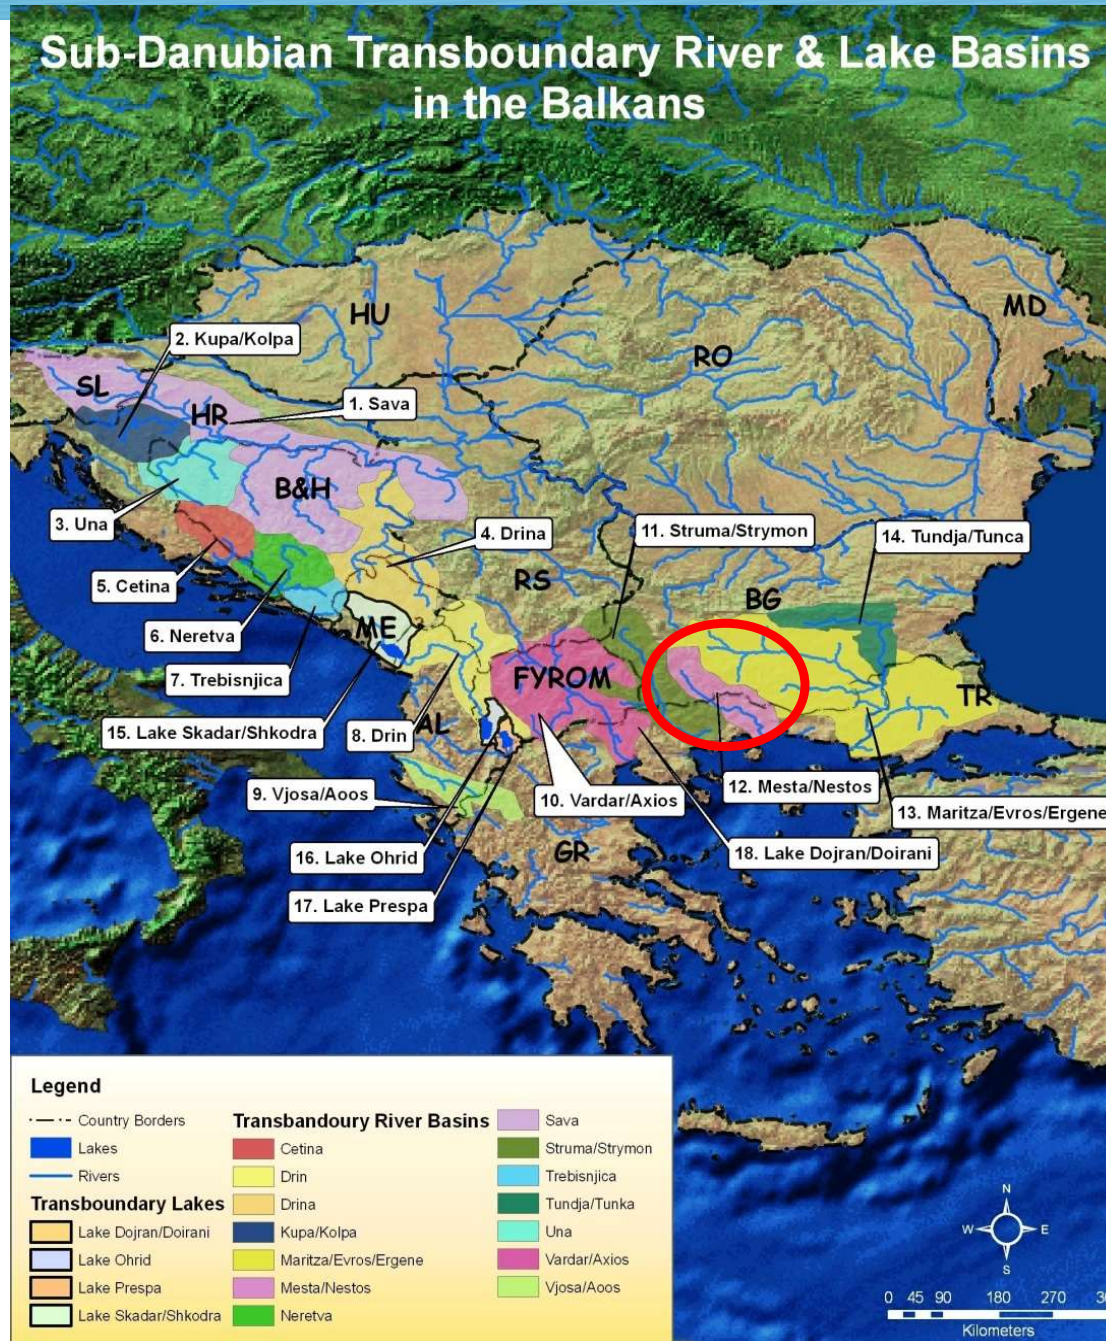 Sub-Danubian Transboundary River & Lake Basins
in the Balkans
HU
MD
RO
2. Kupa/Kolpa
SL
HR
1. Sava
B&H
3. Una
4. Drina
11. Struma/Strymon
14. Tundja/Tunca
5. Cetina
RS
BG
6. Neretva
ME
FYROM
7. Trebisnjica
TR
15. Lake Skadar/Shkodra
8. Drin
AL
9. Vjosa/Aoos
10. Vardar/Axios
12. Mesta/Nestos
13. Maritza/Evros/Ergene
16. Lake Ohrid
GR
18. Lake Dojran/Doirani
17. Lake Prespa
Legend
Country Borders
Lakes
Rivers
Transboundary Lakes
Lake Dojran/Doirani
Lake Ohrid
Lake Prespa
Lake Skadar/Shkodra
Transbandoury River Basins
Cetina
Drin
Drina
Kupa/Kolpa
Maritza/Evros/Ergene
Mesta/Nestos
Neretva
Sava
Struma/Strymon
Trebisnjica
Tundja/Tunka
Una
Vardar/Axios
Vjosa/Aoos
N
W E
S
0 45 90 180 270
Kilometers